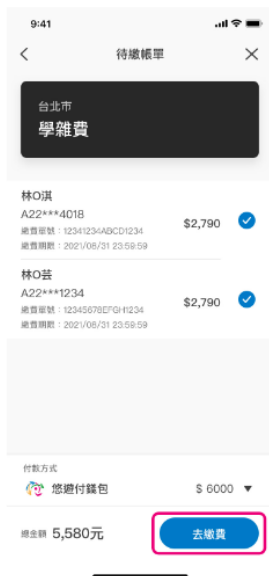 9:41
待繳帳單
台北市
學雜費
林O淇
A22***4018
$2,790
繳費單號：12341234ABCD1234
繳費期限：2021/08/31 23:59:59
林O芸
A22***1234
$2,790
繳費單號：12345678EFGH1234
繳費期限：2021/08/31 23:59:59
付款方式
悠遊付錢包
$ 6000 ▼
總金額 5,580元
去繳費